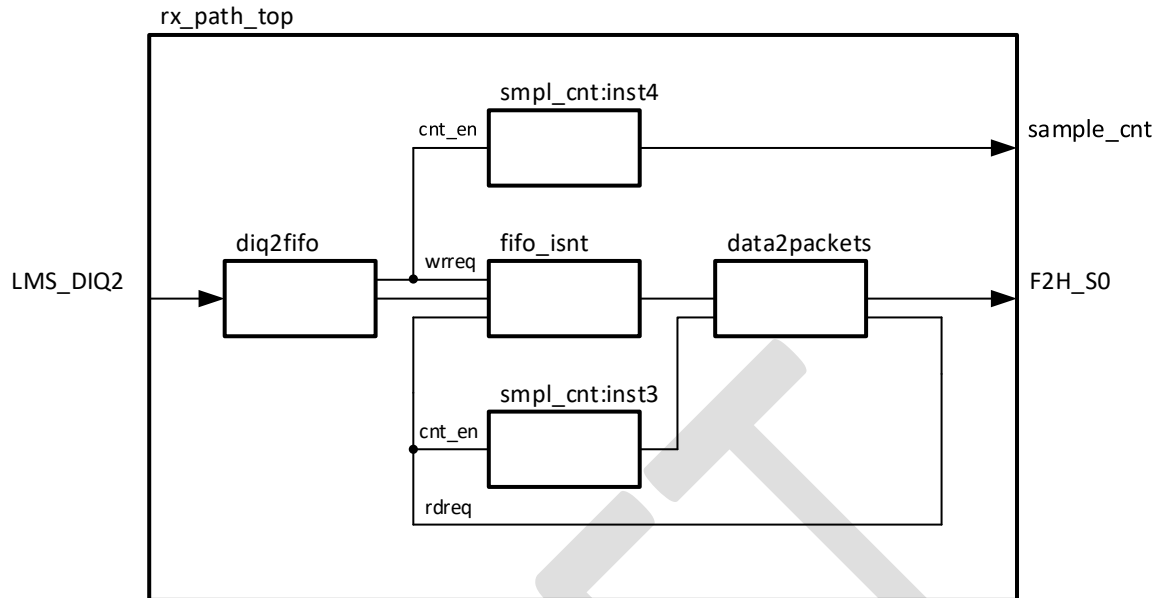 rx_path_top
smpl_cnt:inst4
cnt_en
sample_cnt
diq2fifo
fifo_isnt
data2packets
wrreq
LMS_DIQ2
F2H_S0
smpl_cnt:inst3
cnt_en
rdreq